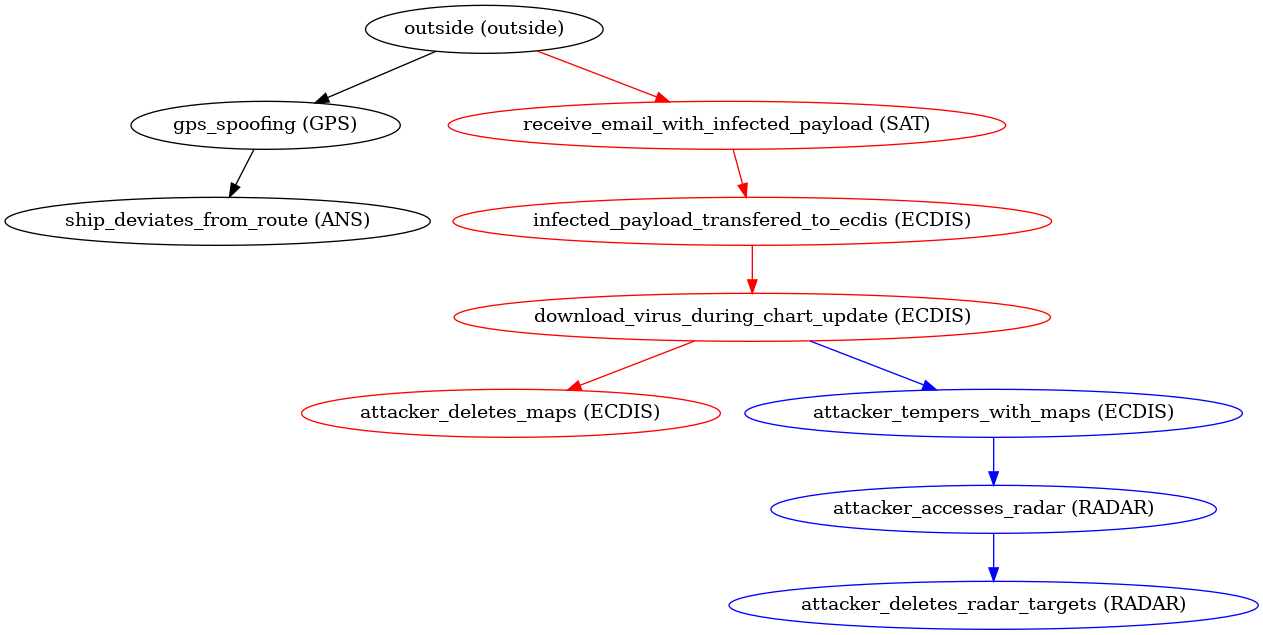 outside (outside)
gps_spoofing (GPS)
receive_email_with_infected_payload (SAT)
ship_deviates_from_route (ANS)
infected_payload_transfered_to_ecdis (ECDIS)
download_virus_during_chart_update (ECDIS)
attacker_deletes_maps (ECDIS)
attacker_tempers_with_maps (ECDIS)
attacker_accesses_radar (RADAR)
attacker_deletes_radar_targets (RADAR)